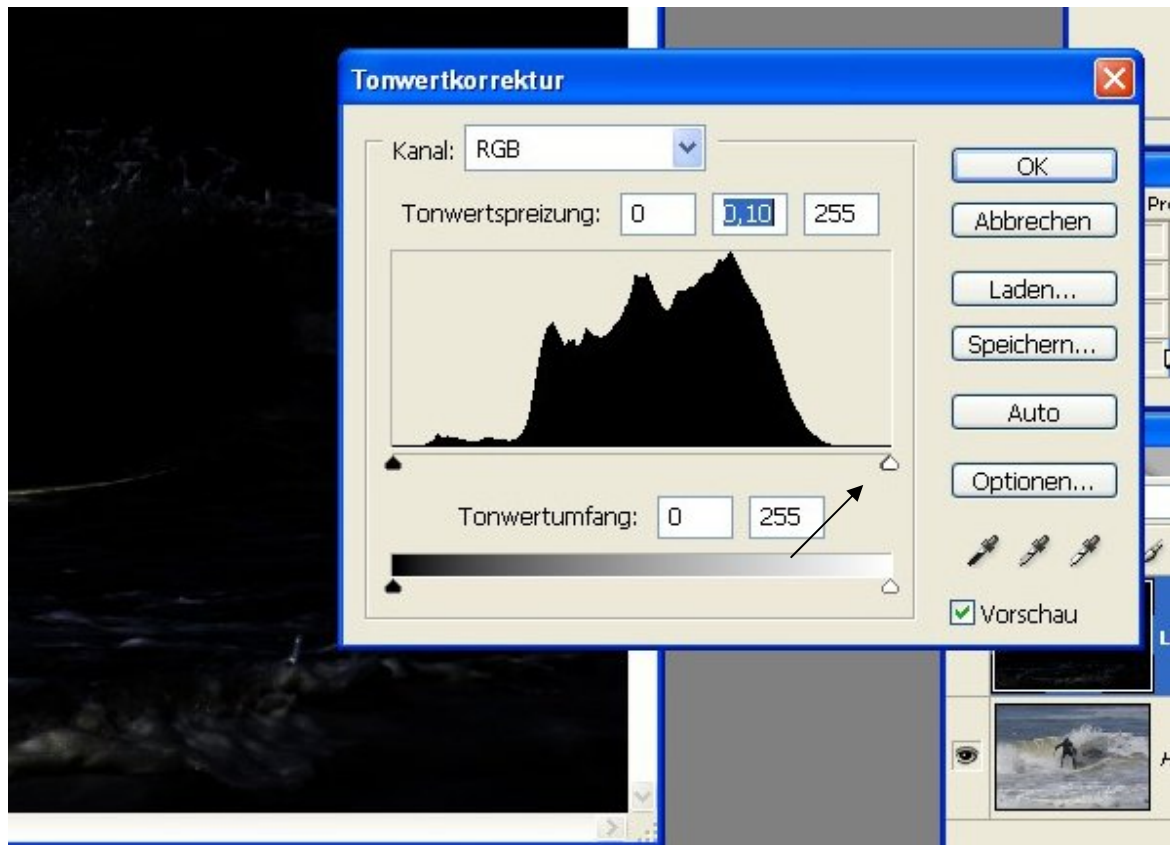 Tonwertkorrektur
Kanal: RGB
OK
Tonwertspreizung: 0 0,10 255
Abbrechen
Laden...
Speichern...
Auto
Optionen...
Tonwertumfang: 0 255
Vorschau